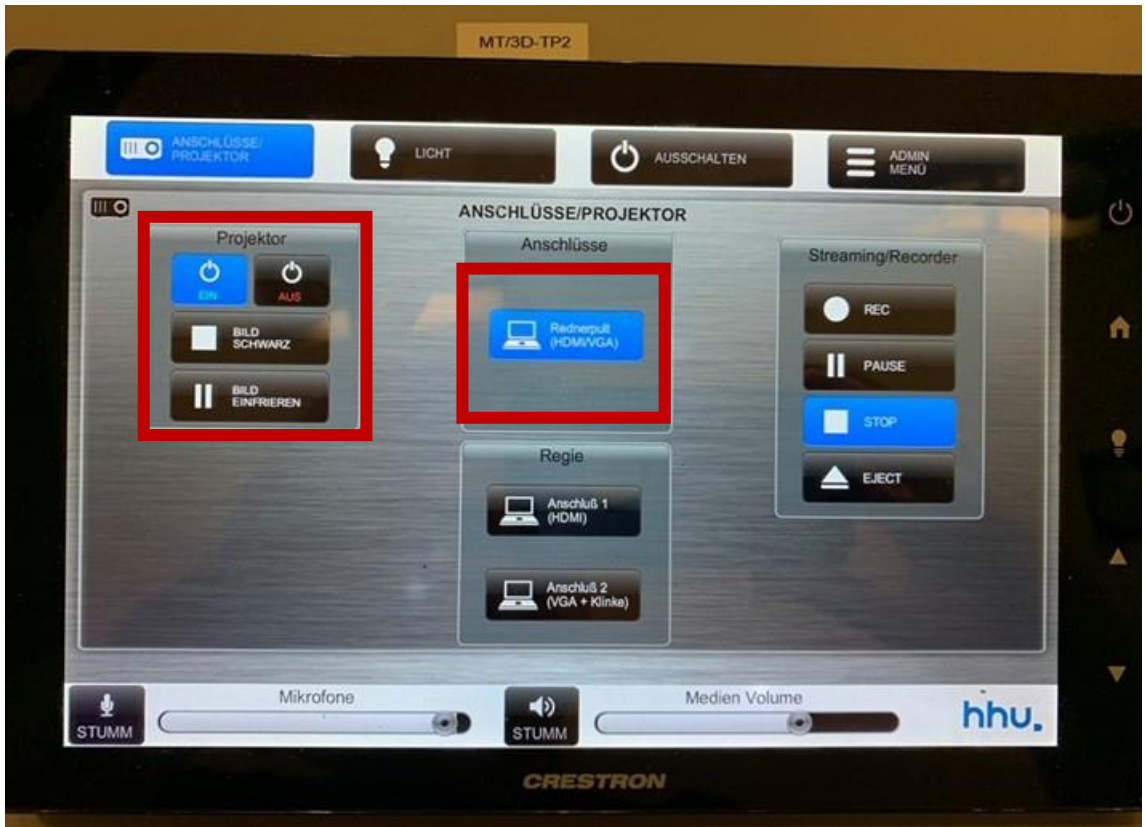 MT/3D-TP2
ANSCHLÜSSE/
PROJEKTOR
LICHT
AUSSCHALTEN
ADMIN
MENÜ
ANSCHLÜSSE/PROJEKTOR
Projektor
EIN
AUS
BILD
SCHWARZ
BILD
EINFRIEREN
Anschlüsse
Rednerpult
(HDMI/VGA)
Regie
Anschluß 1
(HDMI)
Anschluß 2
(VGA + Klinke)
Streaming/Recorder
REC
PAUSE
STOP
EJECT
Mikrofone
STUMM
Medien Volume
STUMM
hhu.
CRESTRON